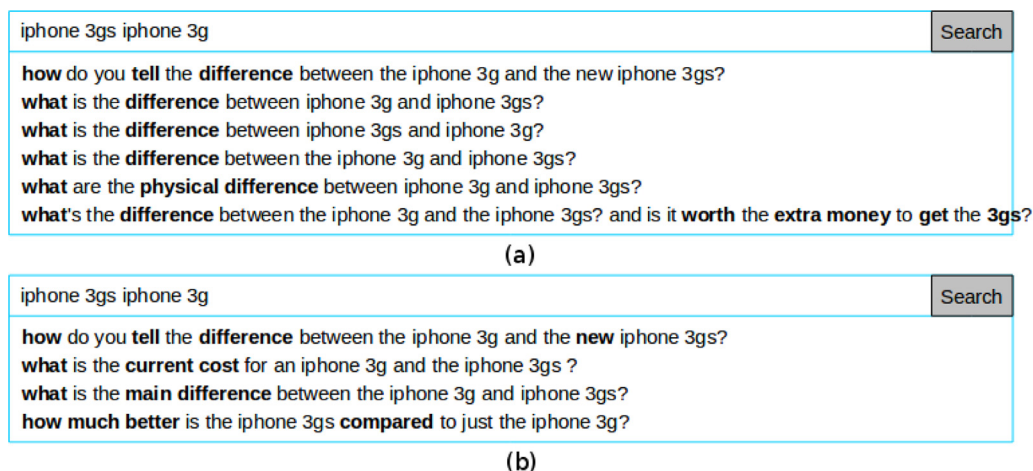 iphone 3gs iphone 3g Search
how do you tell the difference between the iphone 3g and the new iphone 3gs?
what is the difference between iphone 3g and iphone 3gs?
what is the difference between iphone 3gs and iphone 3g?
what is the difference between the iphone 3g and iphone 3gs?
what are the physical difference between iphone 3g and iphone 3gs?
what's the difference between the iphone 3g and the iphone 3gs? and is it worth the extra money to get the 3gs?
(a)
iphone 3gs iphone 3g Search
how do you tell the difference between the iphone 3g and the new iphone 3gs?
what is the current cost for an iphone 3g and the iphone 3gs ?
what is the main difference between the iphone 3g and iphone 3gs?
how much better is the iphone 3gs compared to just the iphone 3g?
(b)